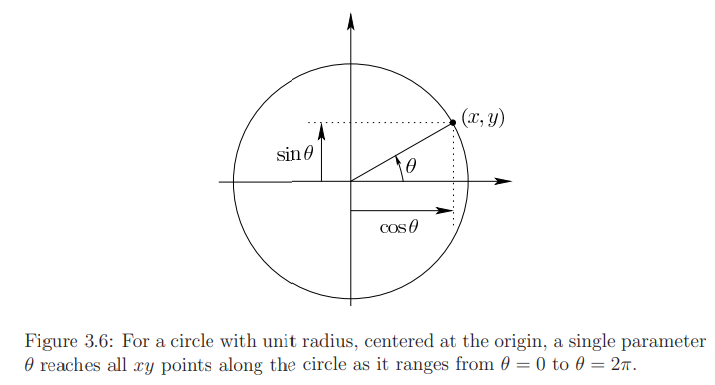 (x, y)
sin θ
θ
cos θ
Figure 3.6: For a circle with unit radius, centered at the origin, a single parameter
θ reaches all xy points along the circle as it ranges from θ = 0 to θ = 2π.